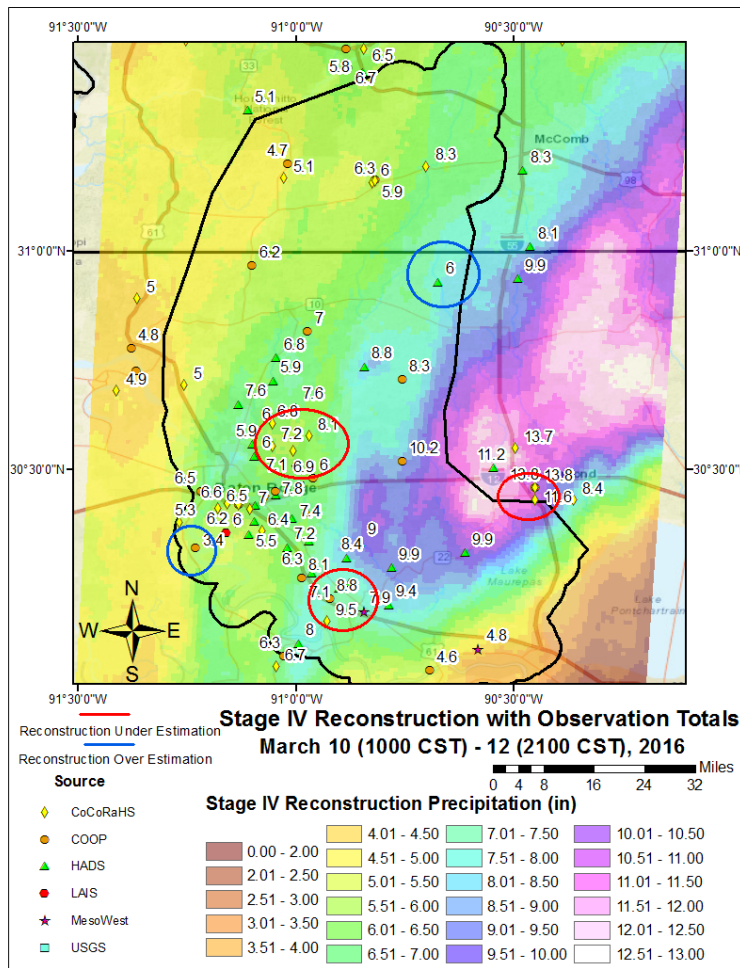 91°30'0"W 91°0'0"W 90°30'0"W
6.5
5.8
6.7
33
5.1
McComb
4.7
5.1
6.3 6
5.9
8.3
8.3
98
61
8.1
31°0'0"N 31°0'0"N
6.2
9.9
6
5
10
7
4.8
6.8
5.9
8.8
8.3
4.9
5
7.6 7.6
6 6.8
8.1
5.9 6 7.2
13.7
10.2
11.2
7.1 6.9 6
30°30'0"N 30°30'0"N
6.5
7.8
12
13.8
6.6 6.5 7
8.4
5.3
6.2 6 6.4 7.4
9
3.4
5.5
7.2
6.3
8.4
9.9
22
9.9
8.1
Lake
Maurepas
8.8
7.1
7.9 9.4
9.5
Lake
Pontchartrain
N
W E
S
8
6.3
6.7
4.8
61
4.6
91°30'0"W 91°0'0"W 90°30'0"W
Reconstruction Under Estimation
Reconstruction Over Estimation
Stage IV Reconstruction with Observation Totals
March 10 (1000 CST) - 12 (2100 CST), 2016
Miles
0 4 8 16 24 32
Source
CoCoRaHS
COOP
HADS
LAIS
MesoWest
USGS
Stage IV Reconstruction Precipitation (in)
0.00 - 2.00
2.01 - 2.50
2.51 - 3.00
3.01 - 3.50
3.51 - 4.00
4.01 - 4.50
4.51 - 5.00
5.01 - 5.50
5.51 - 6.00
6.01 - 6.50
6.51 - 7.00
7.01 - 7.50
7.51 - 8.00
8.01 - 8.50
8.51 - 9.00
9.01 - 9.50
9.51 - 10.00
10.01 - 10.50
10.51 - 11.00
11.01 - 11.50
11.51 - 12.00
12.01 - 12.50
12.51 - 13.00